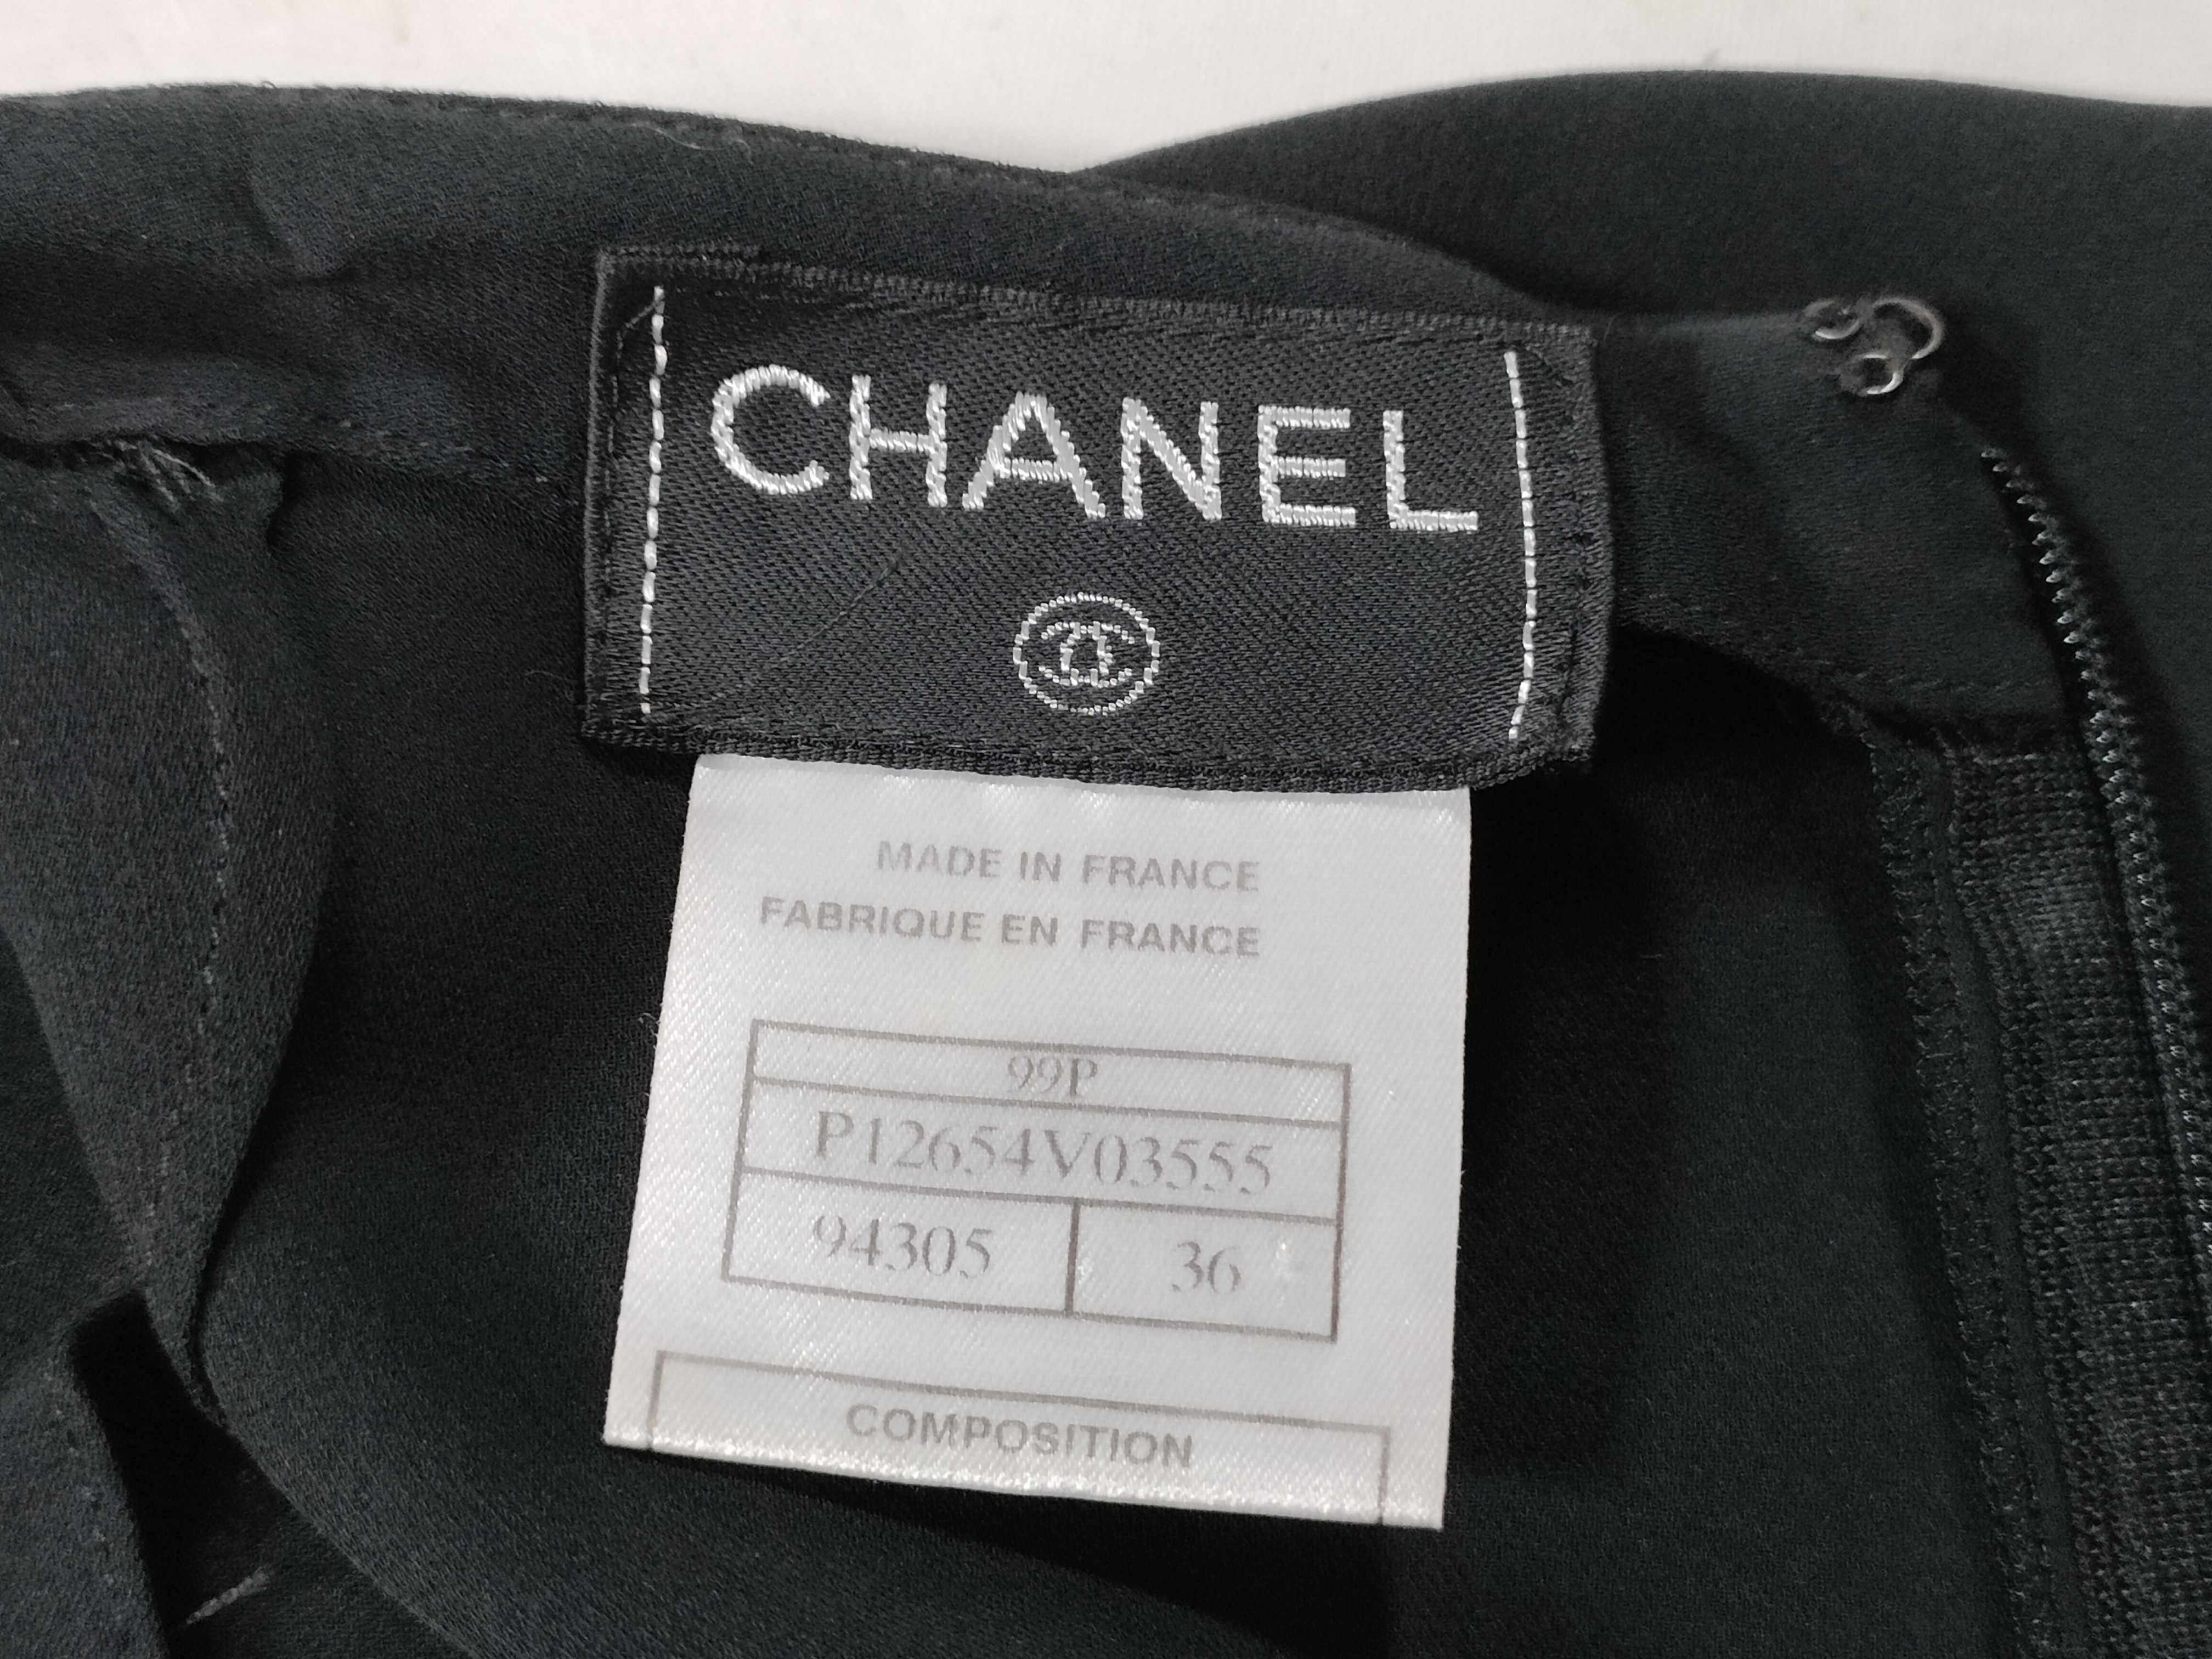 CHANEL
MADE IN FRANCE
FABRIQUE EN FRANCE
99P
P12654V03555
94305 36
COMPOSITION